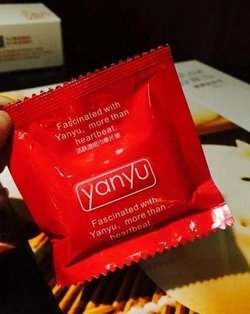 Fascinated with
Yanyu, more than
heartbeat.
yanyu
Fascinated with
Yanyu, more than
heartbeat.